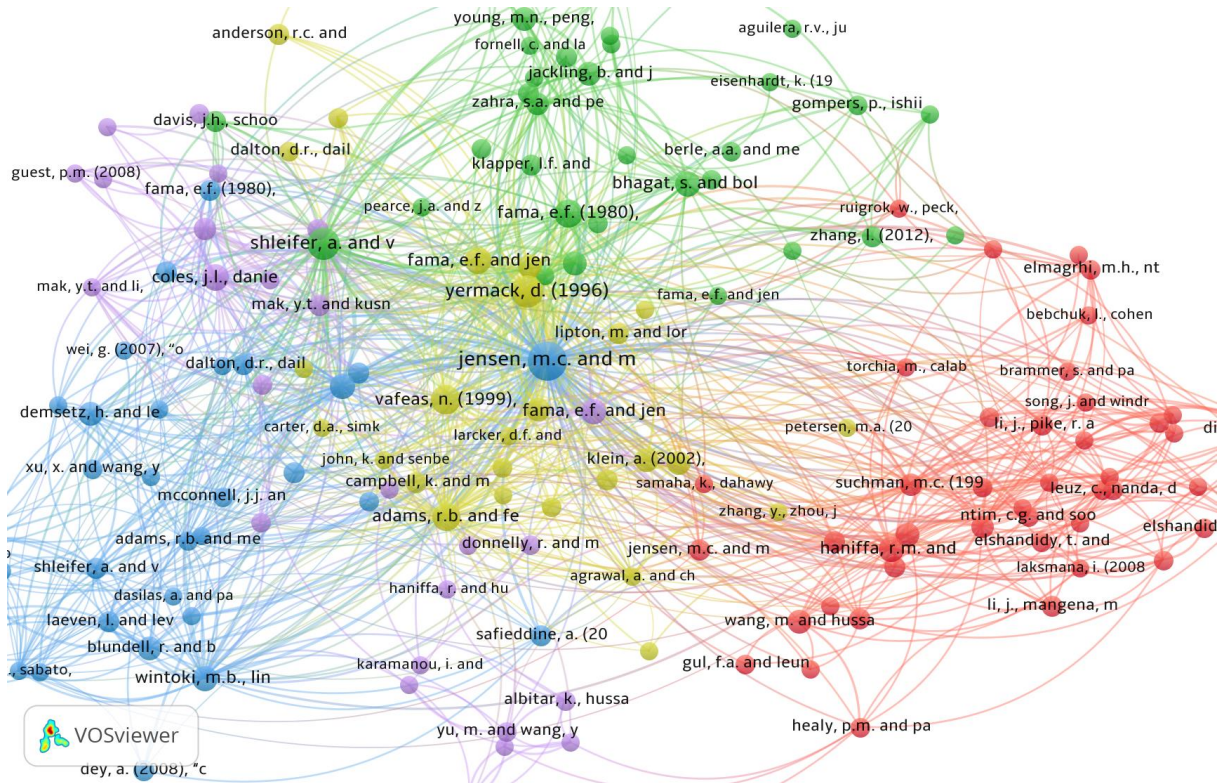 young, m.n., peng,
aguilera, r.v., ju
anderson, r.c. and
fornell, c. and la
jackling, b. and j
eisenhardt, k. (19
zahra, s.a. and pe
gompers, p., ishii
davis, j.h., schoo
dalton, d.r., dail
klapper, l.f. and
berle, a.a. and me
guest, p.m. (2008)
fama, e.f. (1980),
bhagat, s. and bol
pearce, j.a. and z
fama, e.f. (1980),
ruigrok, w., peck,
shleifer, a. and v
zhang, l. (2012),
fama, e.f. and jen
elmagrhi, m.h., nt
coles, j.l., danie
mak, y.t. and li,
yermack, d. (1996)
fama, e.f. and jen
mak, y.t. and kusn
bebchuk, l., cohen
lipton, m. and lor
wei, g. (2007), "o
dalton, d.r., dail
jensen, m.c. and m
torchia, m., calab
brammer, s. and pa
vafeas, n. (1999),
song, j. and windr
demsetz, h. and le
fama, e.f. and jen
carter, d.a., simk
larcker, d.f. and
petersen, m.a. (20
li, j., pike, r. a
di
john, k. and senbe
klein, a. (2002),
xu, x. and wang, y
campbell, k. and m
samaha, k., dahawy
suchman, m.c. (199
leuz, c., nanda, d
mcconnell, j.j. an
zhang, y., zhou, j
ntim, c.g. and soo
adams, r.b. and fe
elshandid
adams, r.b. and me
donnelly, r. and m
jensen, m.c. and m
haniffa, r.m. and
elshandidy, t. and
shleifer, a. and v
agrawal, a. and ch
laksmana, i. (2008
dasilas, a. and pa
haniffa, r. and hu
li, j., mangena, m
laeven, l. and lev
wang, m. and hussa
blundell, r. and b
safieddine, a. (20
karamanou, i. and
gul, f.a. and leun
., sabato,
wintoki, m.b., lin
albitar, k., hussa
healy, p.m. and pa
yu, m. and wang, y
VOSviewer
dey, a. (2008), "c